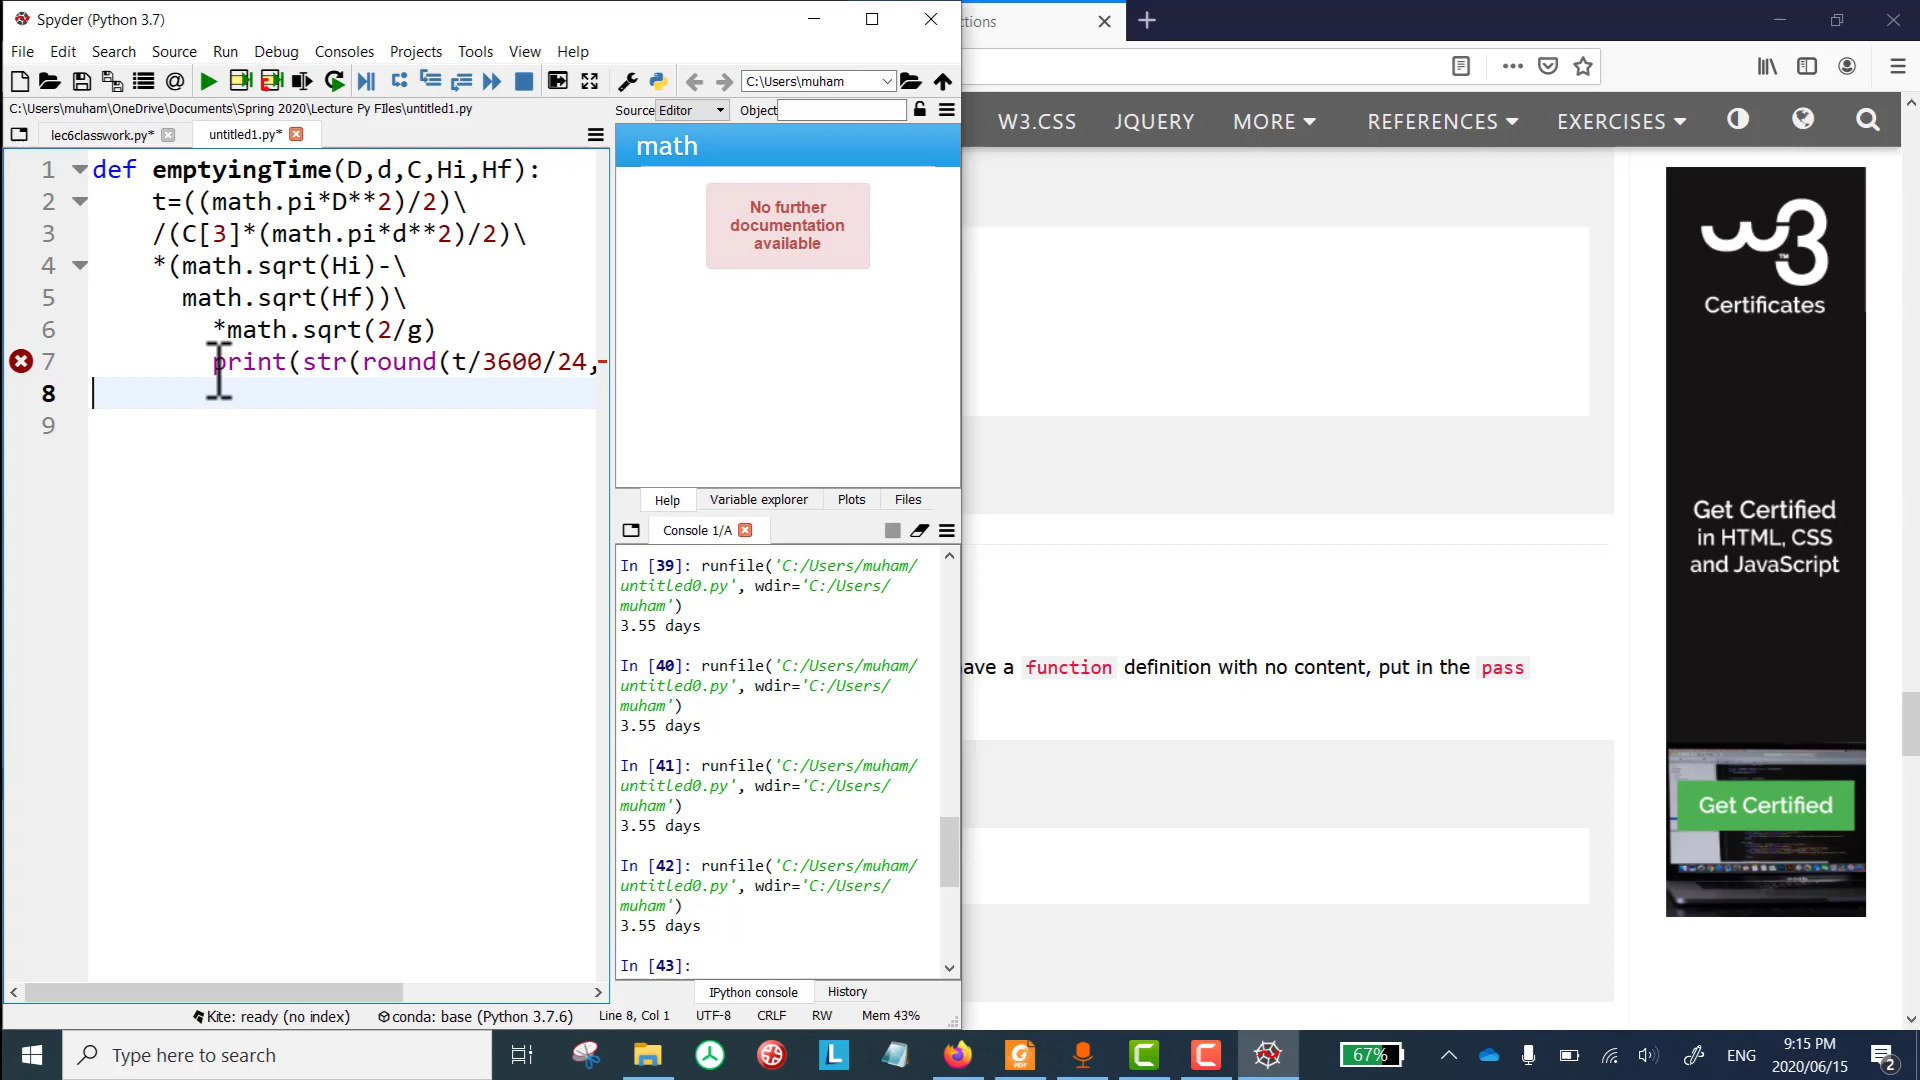 Spyder (Python 3.7)
File Edit Search Source Run Debug Consoles Projects Tools View Help
C:\Users\muham
C:\Users\muham\OneDrive\Documents\Spring 2020\Lecture Py FIles\untitled1.py
Source Editor Object
lec6classwork.py* untitled1.py*
1 def emptyingTime(D,d,C,Hi,Hf):
2 t=((math.pi*D**2)/2)\
3 /(C[3]*(math.pi*d**2)/2)\
4 *(math.sqrt(Hi)-\
5 math.sqrt(Hf))\
6 *math.sqrt(2/g)
7 print(str(round(t/3600/24,
8
9
math
No further
documentation
available
Help Variable explorer Plots Files
Console 1/A
In [39]: runfile('C:/Users/muham/
untitled0.py', wdir='C:/Users/
muham')
3.55 days
In [40]: runfile('C:/Users/muham/
untitled0.py', wdir='C:/Users/
muham')
3.55 days
In [41]: runfile('C:/Users/muham/
untitled0.py', wdir='C:/Users/
muham')
3.55 days
In [42]: runfile('C:/Users/muham/
untitled0.py', wdir='C:/Users/
muham')
3.55 days
In [43]:
IPython console History
Kite: ready (no index) conda: base (Python 3.7.6) Line 8, Col 1 UTF-8 CRLF RW Mem 43%
ctions
W3.CSS JQUERY MORE REFERENCES EXERCISES
ave a function definition with no content, put in the pass
w3
Certificates
Get Certified
in HTML, CSS
and JavaScript
Get Certified
Type here to search
L
PDF
C
C
67%
ENG
9:15 PM
2020/06/15
2